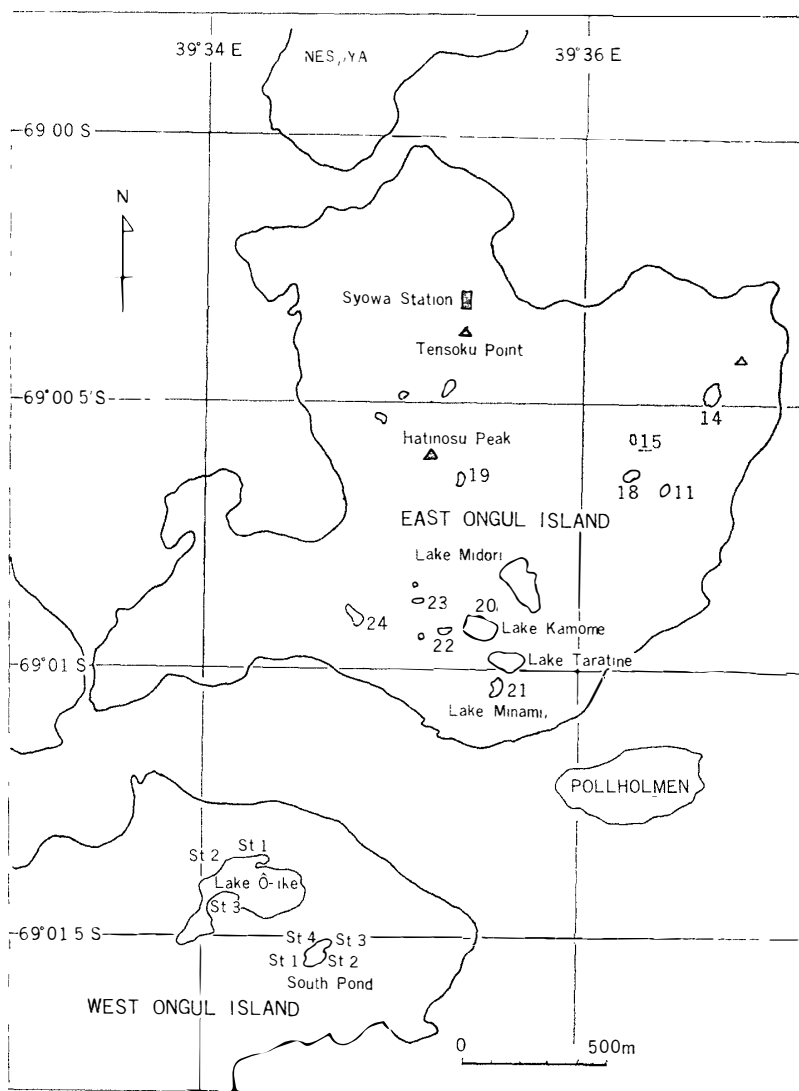 39°34 E
39°36 E
69 00 S
N
Syowa Station
Tensoku Point
69°00 5'S
14
Hatinosu Peak
15
19
18
11
EAST ONGUL ISLAND
Lake Midori
23
20
24
Lake Kamome
22
69°01 S
Lake Taratine
21
Lake Minami
POLLHOLMEN
St 1
St 2
Lake Ô-ike
St 3
69°01 5 S
St 4
St 3
St 1
St 2
South Pond
WEST ONGUL ISLAND
0
500m